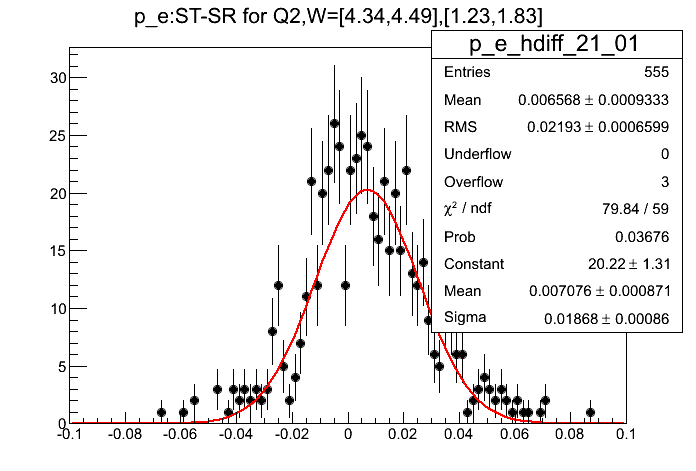 p_e:ST-SR for Q2,W=[4.34,4.49],[1.23,1.83]
p_e_hdiff_21_01
Entries 555
Mean 0.006568 ± 0.0009333
RMS 0.02193 ± 0.0006599
Underflow 0
Overflow 3
χ² / ndf 79.84 / 59
Prob 0.03676
Constant 20.22 ± 1.31
Mean 0.007076 ± 0.000871
Sigma 0.01868 ± 0.00086
30
25
20
15
10
5
0
-0.1 -0.08 -0.06 -0.04 -0.02 0 0.02 0.04 0.06 0.08 0.1